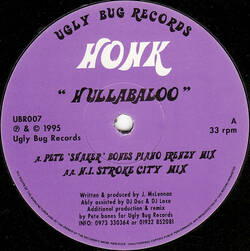 UGLY BUG RECORDS
HONK
"HULLABALOO"
UBR007
℗ & © 1995
Ugly Bug Records
A
33 rpm
A. PETE 'SHAKER' BONES PIANO FRENZY MIX
AA. N.I. STROKE CITY MIX
Written & produced by J. McLennan
Ably assisted by DJ Doc & DJ Loco
Additional production & remix
by Pete bones for Ugly Bug Records
INFO: 0973 330364 or 01922 852081